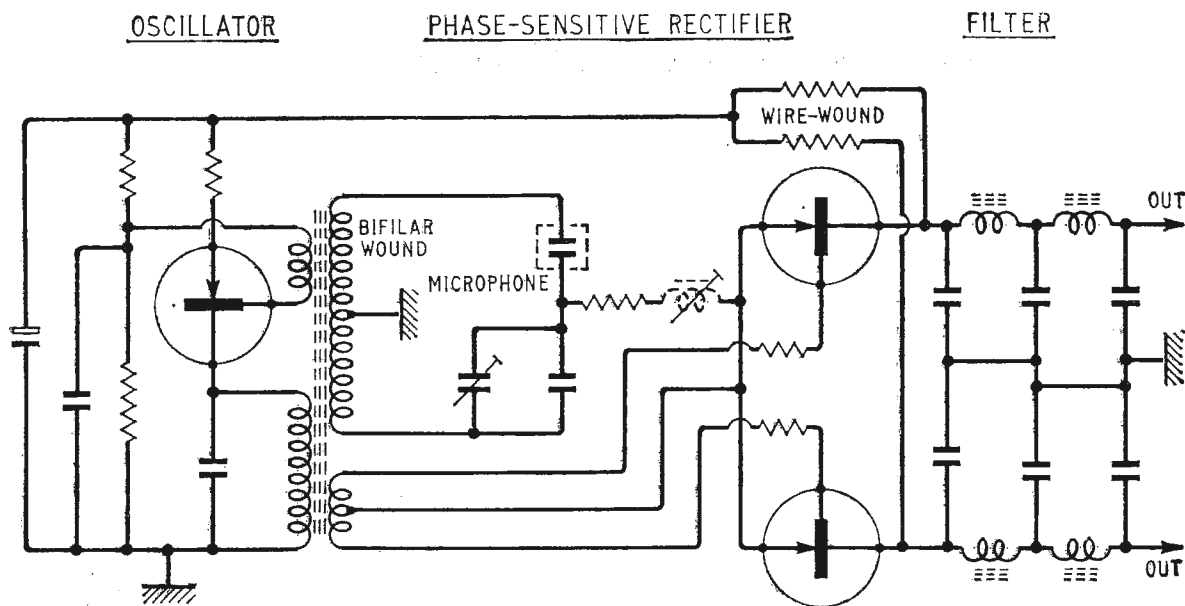 OSCILLATOR
PHASE-SENSITIVE RECTIFIER
FILTER
WIRE-WOUND
BIFILAR
WOUND
MICROPHONE
OUT
OUT